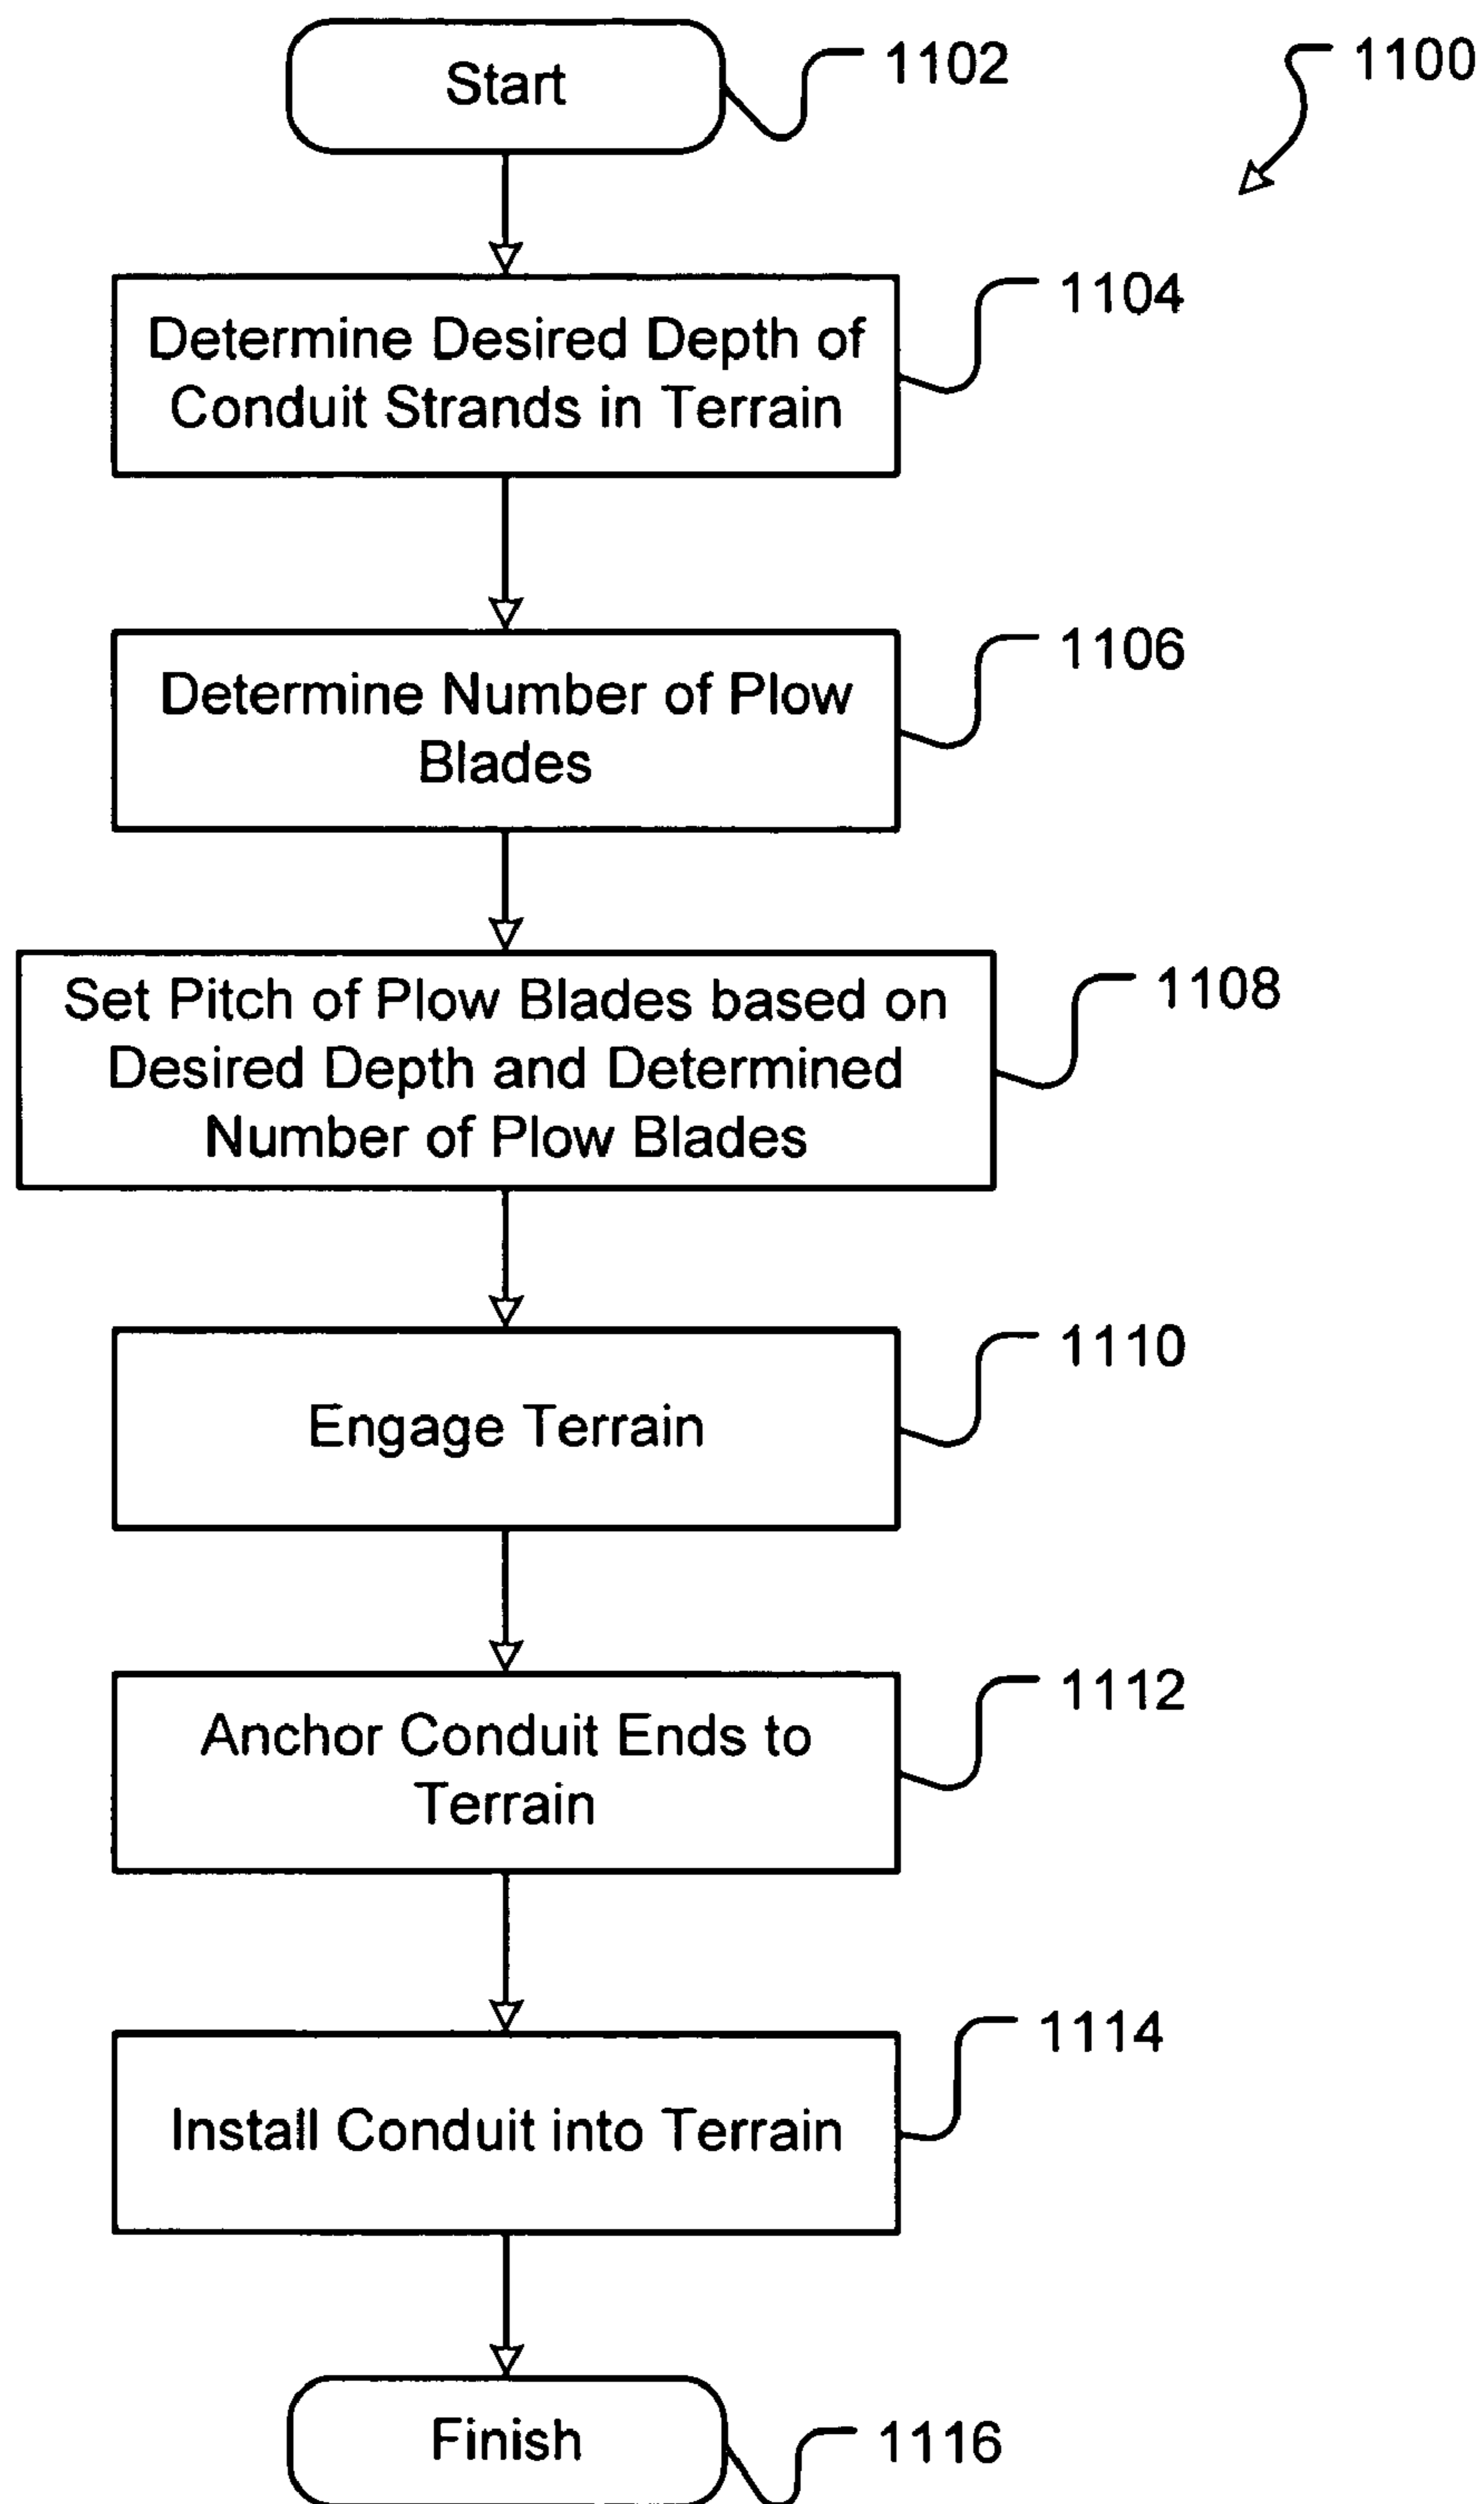 Start
1102
1100
Determine Desired Depth of
Conduit Strands in Terrain
1104
Determine Number of Plow
Blades
1106
Set Pitch of Plow Blades based on
Desired Depth and Determined
Number of Plow Blades
1108
Engage Terrain
1110
Anchor Conduit Ends to
Terrain
1112
Install Conduit into Terrain
1114
Finish
1116